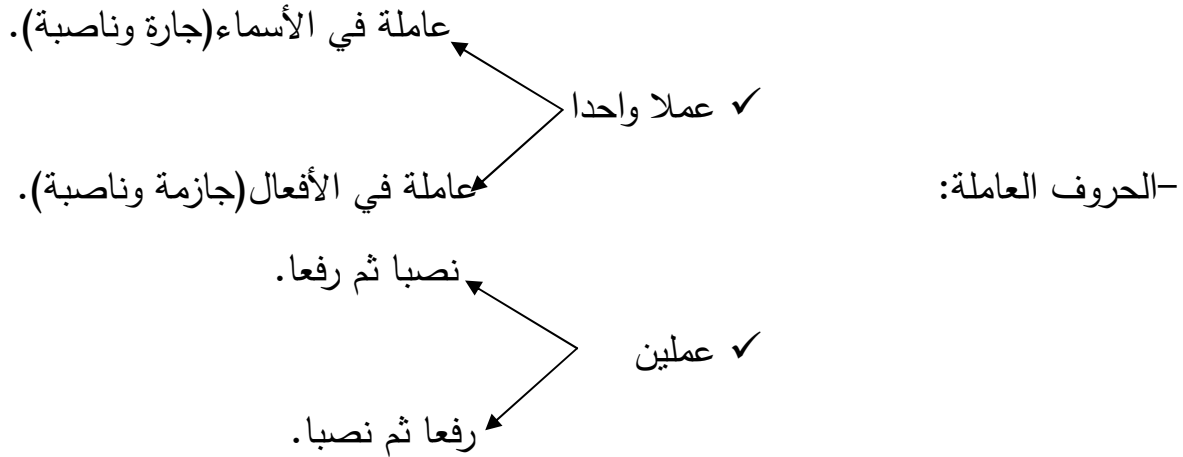 عاملة في الأسماء(جارة وناصبة).
✓ عملا واحدا
-الحروف العاملة: عاملة في الأفعال(جازمة وناصبة).
نصبا ثم رفعا.
✓ عملين
رفعا ثم نصبا.